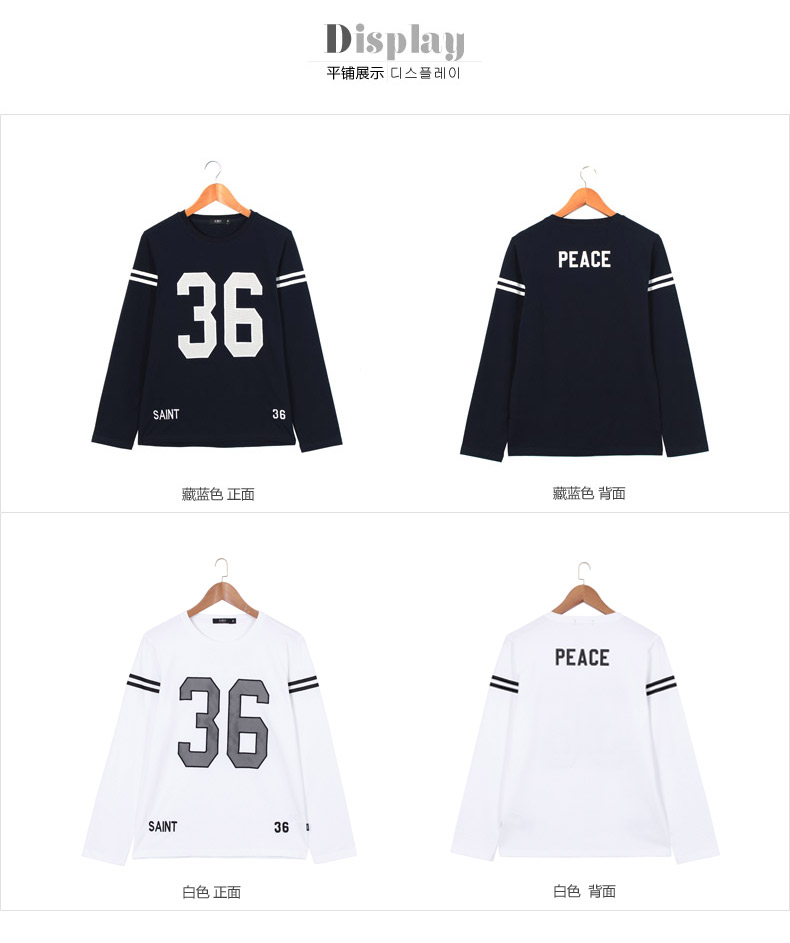 Display
平铺展示 디스플레이
PEACE
36
SAINT 36
藏蓝色 正面
藏蓝色 背面
PEACE
36
SAINT 36
白色 正面
白色 背面